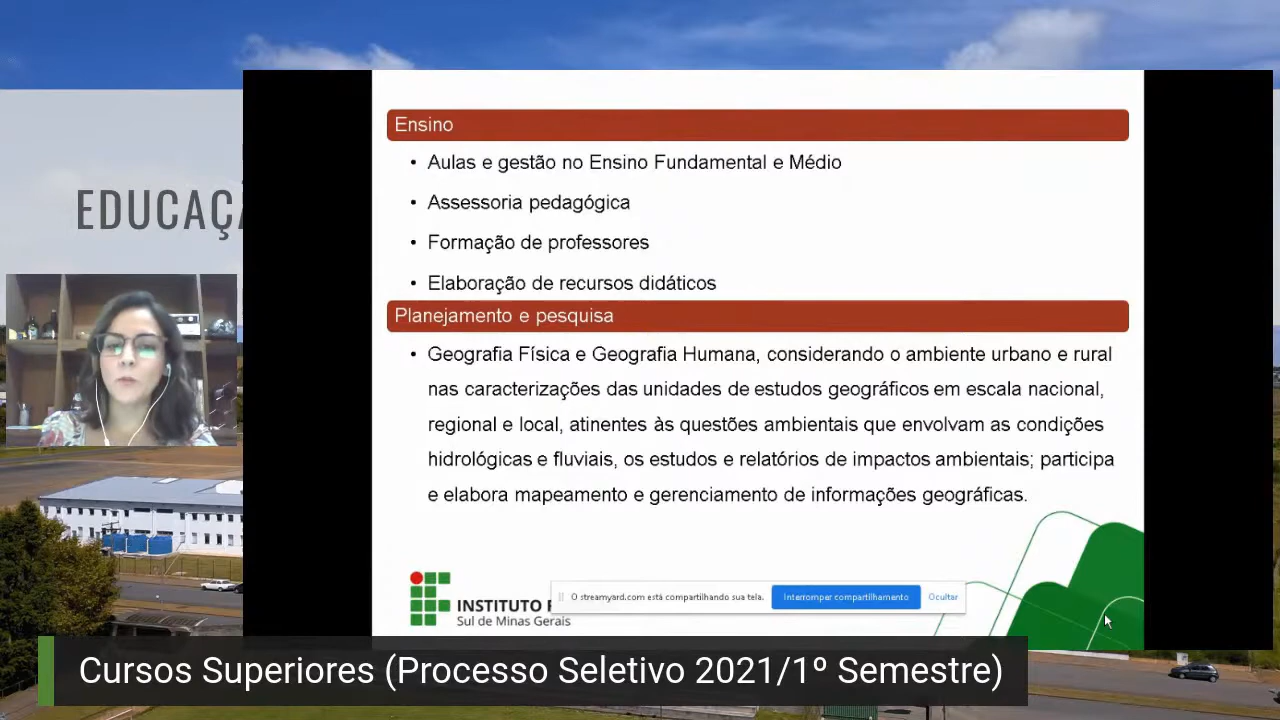 Ensino
• Aulas e gestão no Ensino Fundamental e Médio
• Assessoria pedagógica
• Formação de professores
• Elaboração de recursos didáticos
Planejamento e pesquisa
• Geografia Física e Geografia Humana, considerando o ambiente urbano e rural
nas caracterizações das unidades de estudos geográficos em escala nacional,
regional e local, atinentes às questões ambientais que envolvam as condições
hidrológicas e fluviais, os estudos e relatórios de impactos ambientais; participa
e elabora mapeamento e gerenciamento de informações geográficas.
EDUCAÇ
O streamyard.com está compartilhando sua tela. Interromper compartilhamento Ocultar
INSTITUTO
Sul de Minas Gerais
Cursos Superiores (Processo Seletivo 2021/1º Semestre)